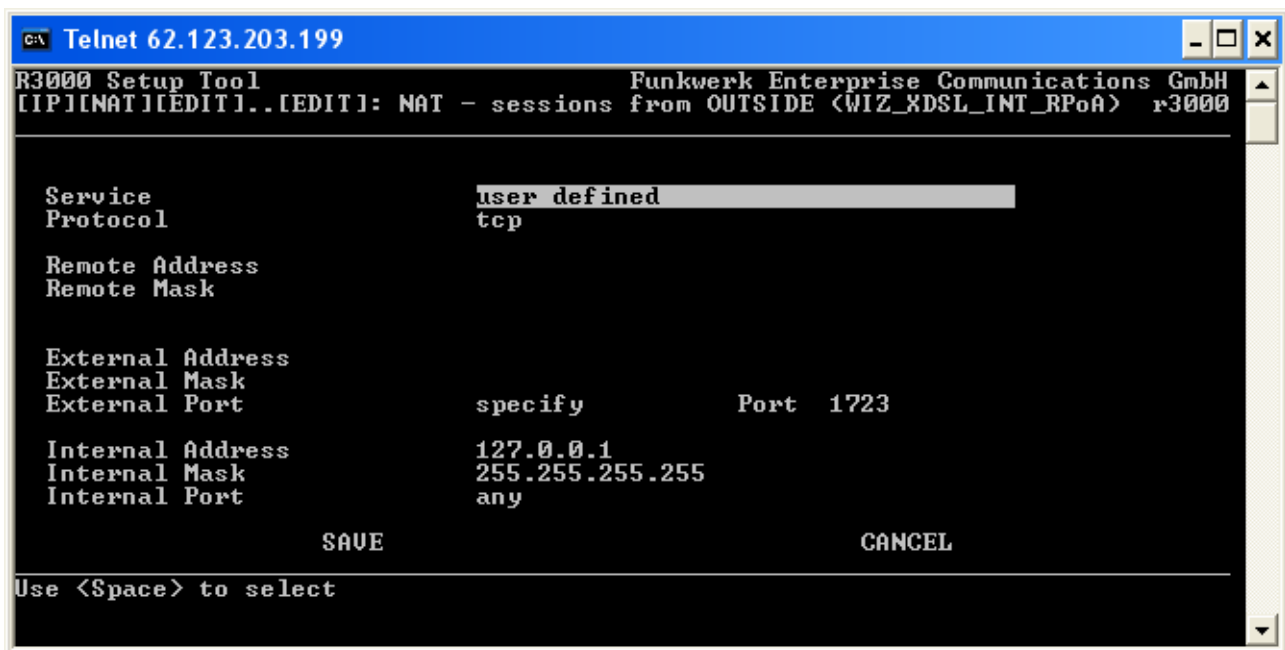 Telnet 62.123.203.199
R3000 Setup Tool Funkwerk Enterprise Communications GmbH
[IP][NAT][EDIT]..[EDIT]: NAT - sessions from OUTSIDE (WIZ_XDSL_INT_RPoA) r3000
Service user defined
Protocol tcp
Remote Address
Remote Mask
External Address
External Mask
External Port specify Port 1723
Internal Address 127.0.0.1
Internal Mask 255.255.255.255
Internal Port any
SAVE CANCEL
Use <Space> to select